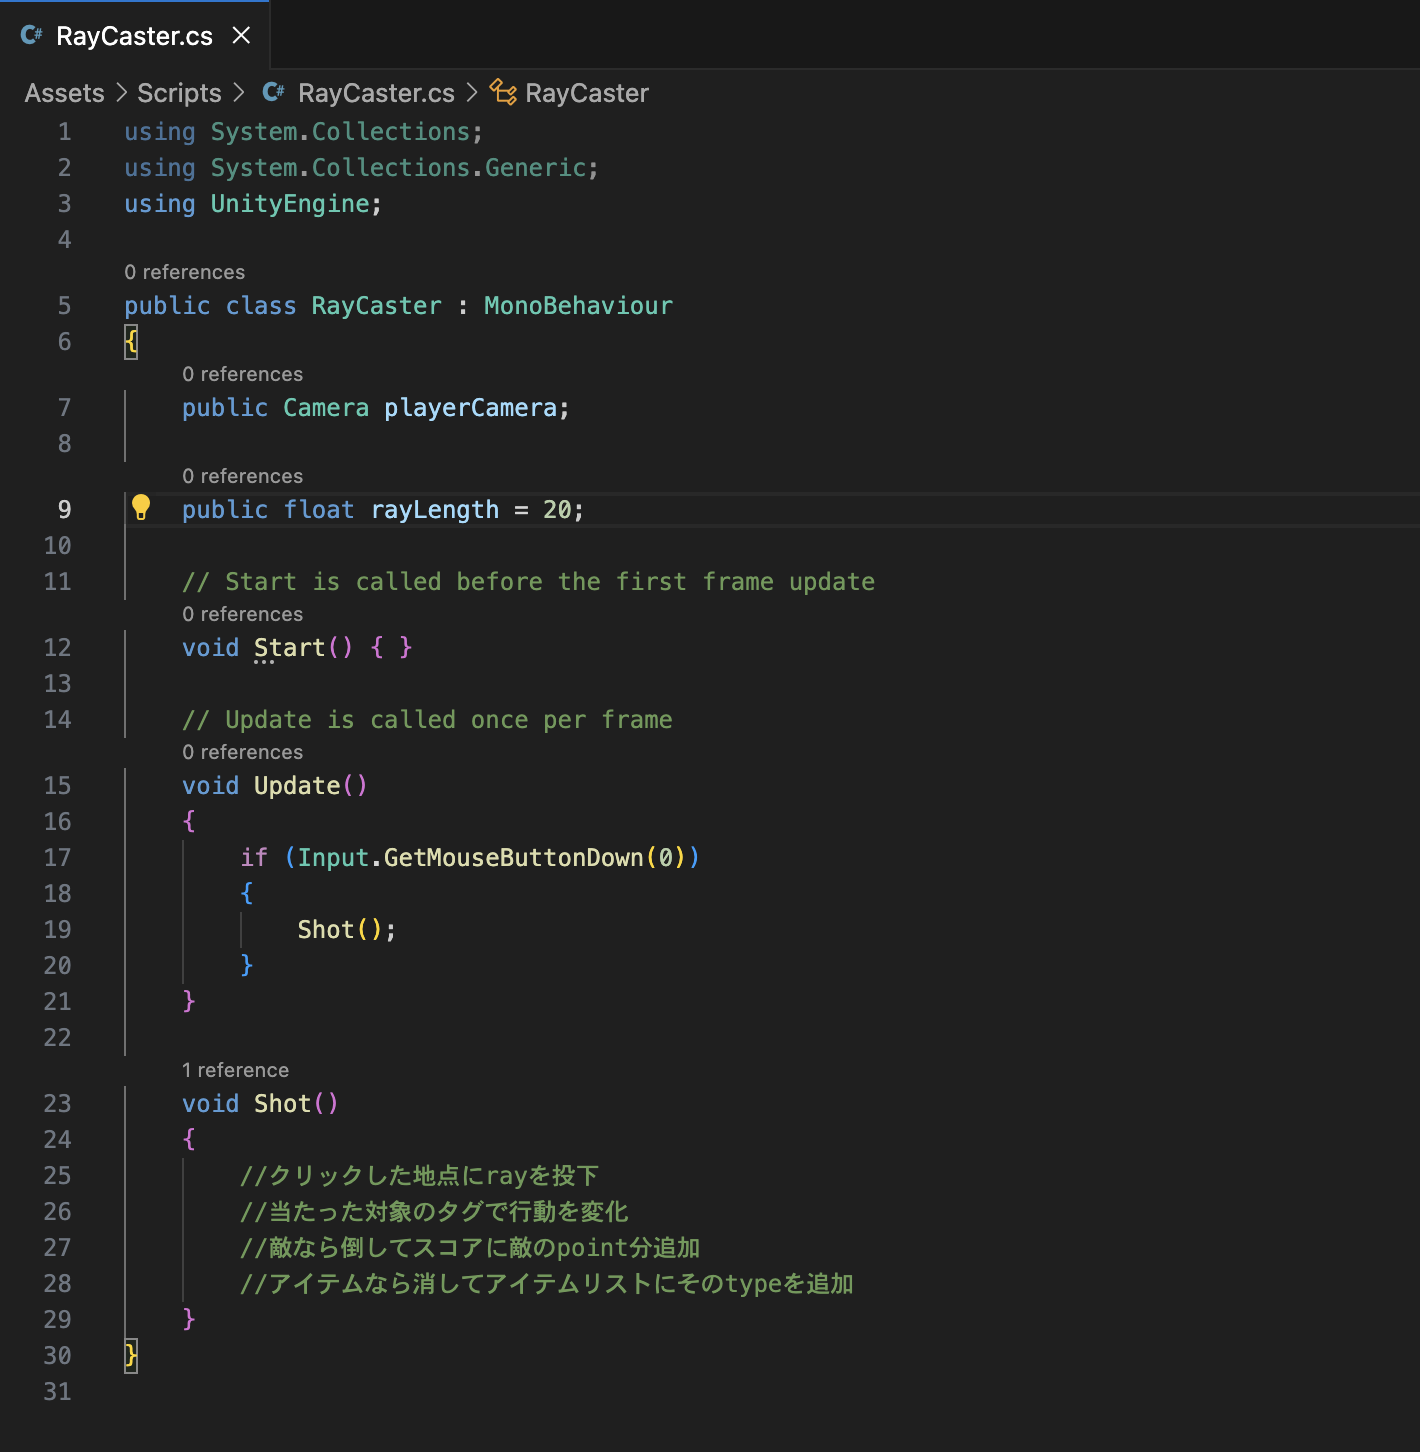 C# RayCaster.cs ×
Assets > Scripts > C# RayCaster.cs > RayCaster
1 using System.Collections;
2 using System.Collections.Generic;
3 using UnityEngine;
4
0 references
5 public class RayCaster : MonoBehaviour
6 {
0 references
7 public Camera playerCamera;
8
0 references
9 public float rayLength = 20;
10
11 // Start is called before the first frame update
0 references
12 void Start() { }
13
14 // Update is called once per frame
0 references
15 void Update()
16 {
17 if (Input.GetMouseButtonDown(0))
18 {
19 Shot();
20 }
21 }
22
1 reference
23 void Shot()
24 {
25 //クリックした地点にrayを投下
26 //当たった対象のタグで行動を変化
27 //敵なら倒してスコアに敵のpoint分追加
28 //アイテムなら消してアイテムリストにそのtypeを追加
29 }
30 }
31